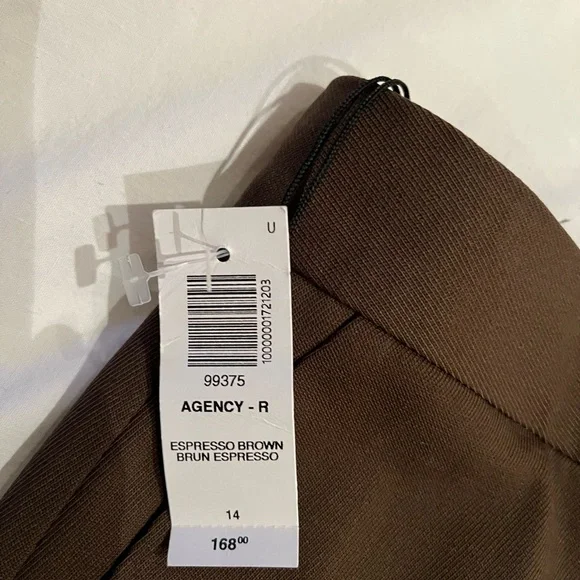 U
10000001721203
99375
AGENCY - R
ESPRESSO BROWN
BRUN ESPRESSO
14
168⁰⁰